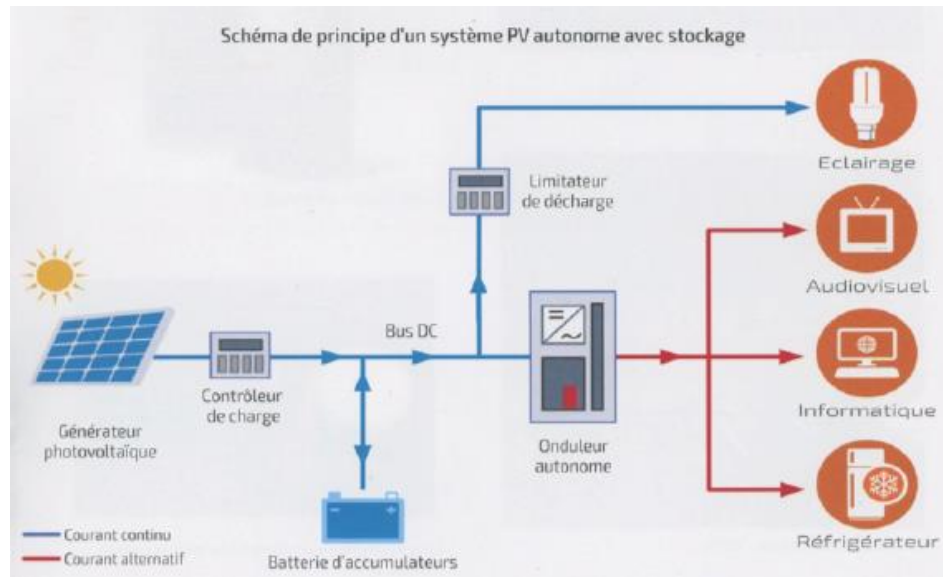 Schéma de principe d'un système PV autonome avec stockage
Eclairage
Limitateur
de décharge
Audiovisuel
Bus DC
Contrôleur
de charge
Informatique
Générateur
photovoltaïque
Onduleur
autonome
Courant continu
Courant alternatif
Batterie d'accumulateurs
Réfrigérateur